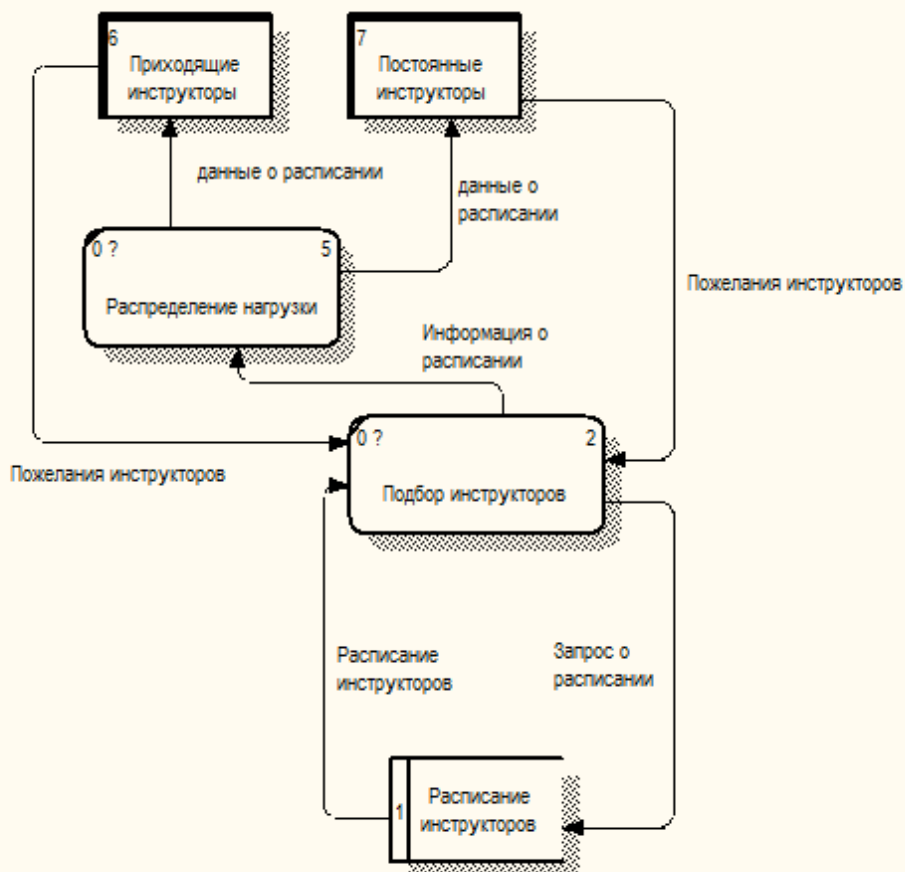 6
Приходящие
инструкторы
7
Постоянные
инструкторы
данные о расписании
данные о
расписании
0 ?
5
Распределение нагрузки
Пожелания инструкторов
Информация о
расписании
0 ?
2
Подбор инструкторов
Пожелания инструкторов
Расписание
инструкторов
Запрос о
расписании
1
Расписание
инструкторов